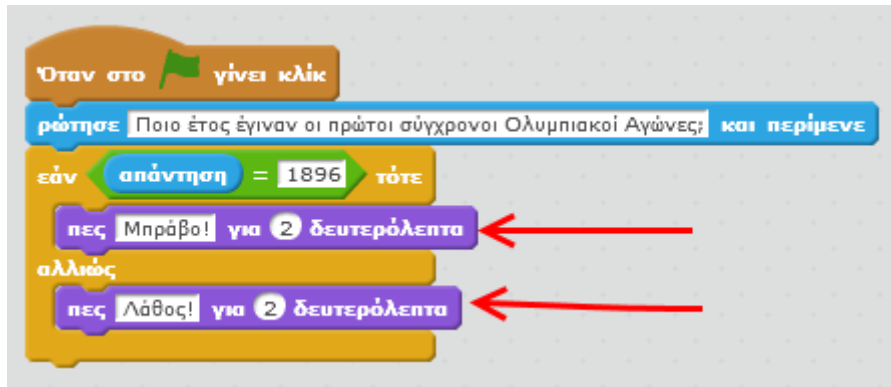 Όταν στο γίνει κλικ
ρώτησε Ποιο έτος έγιναν οι πρώτοι σύγχρονοι Ολυμπιακοί Αγώνες; και περίμενε
εάν απάντηση = 1896 τότε
πες Μπράβο! για 2 δευτερόλεπτα
αλλιώς
πες Λάθος! για 2 δευτερόλεπτα